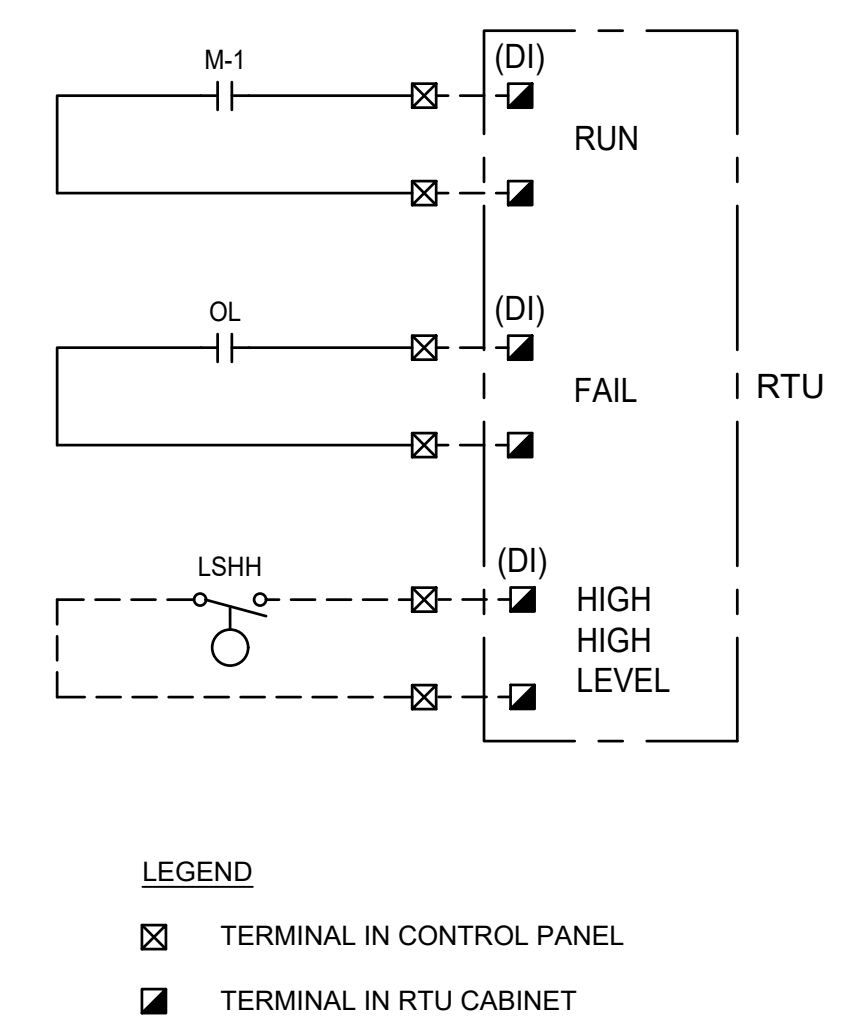 M-1
(DI)
RUN
OL
(DI)
FAIL
RTU
LSHH
(DI)
HIGH
HIGH
LEVEL
LEGEND
TERMINAL IN CONTROL PANEL
TERMINAL IN RTU CABINET